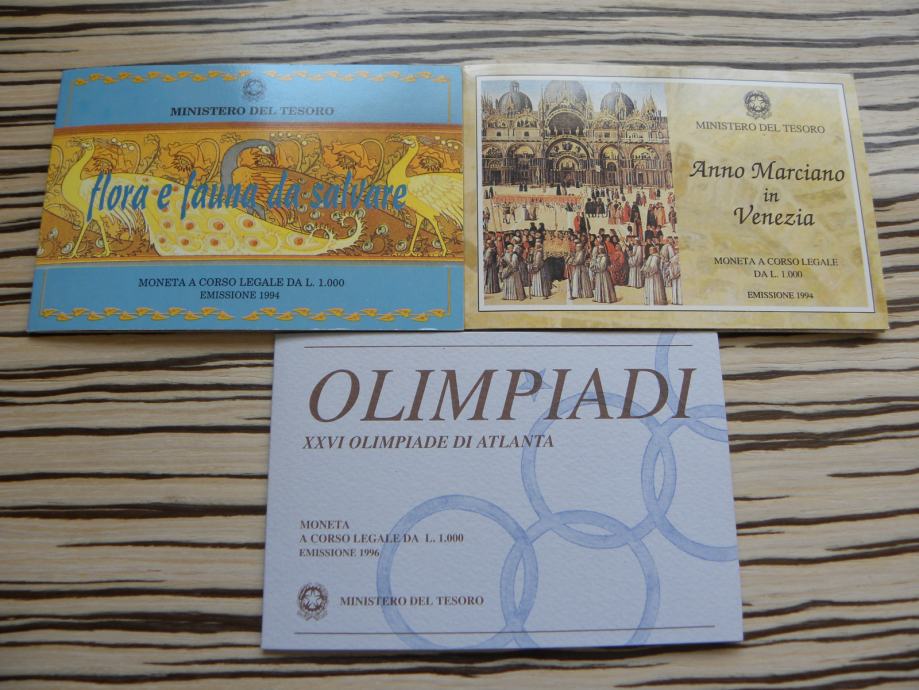 MINISTERO DEL TESORO
flora e fauna da salvare
MONETA A CORSO LEGALE DA L. 1.000
EMISSIONE 1994
MINISTERO DEL TESORO
Anno Marciano
in
Venezia
MONETA A CORSO LEGALE
DA L. 1.000
EMISSIONE 1994
OLIMPIADI
XXVI OLIMPIADE DI ATLANTA
MONETA
A CORSO LEGALE DA L. 1.000
EMISSIONE 1996
MINISTERO DEL TESORO